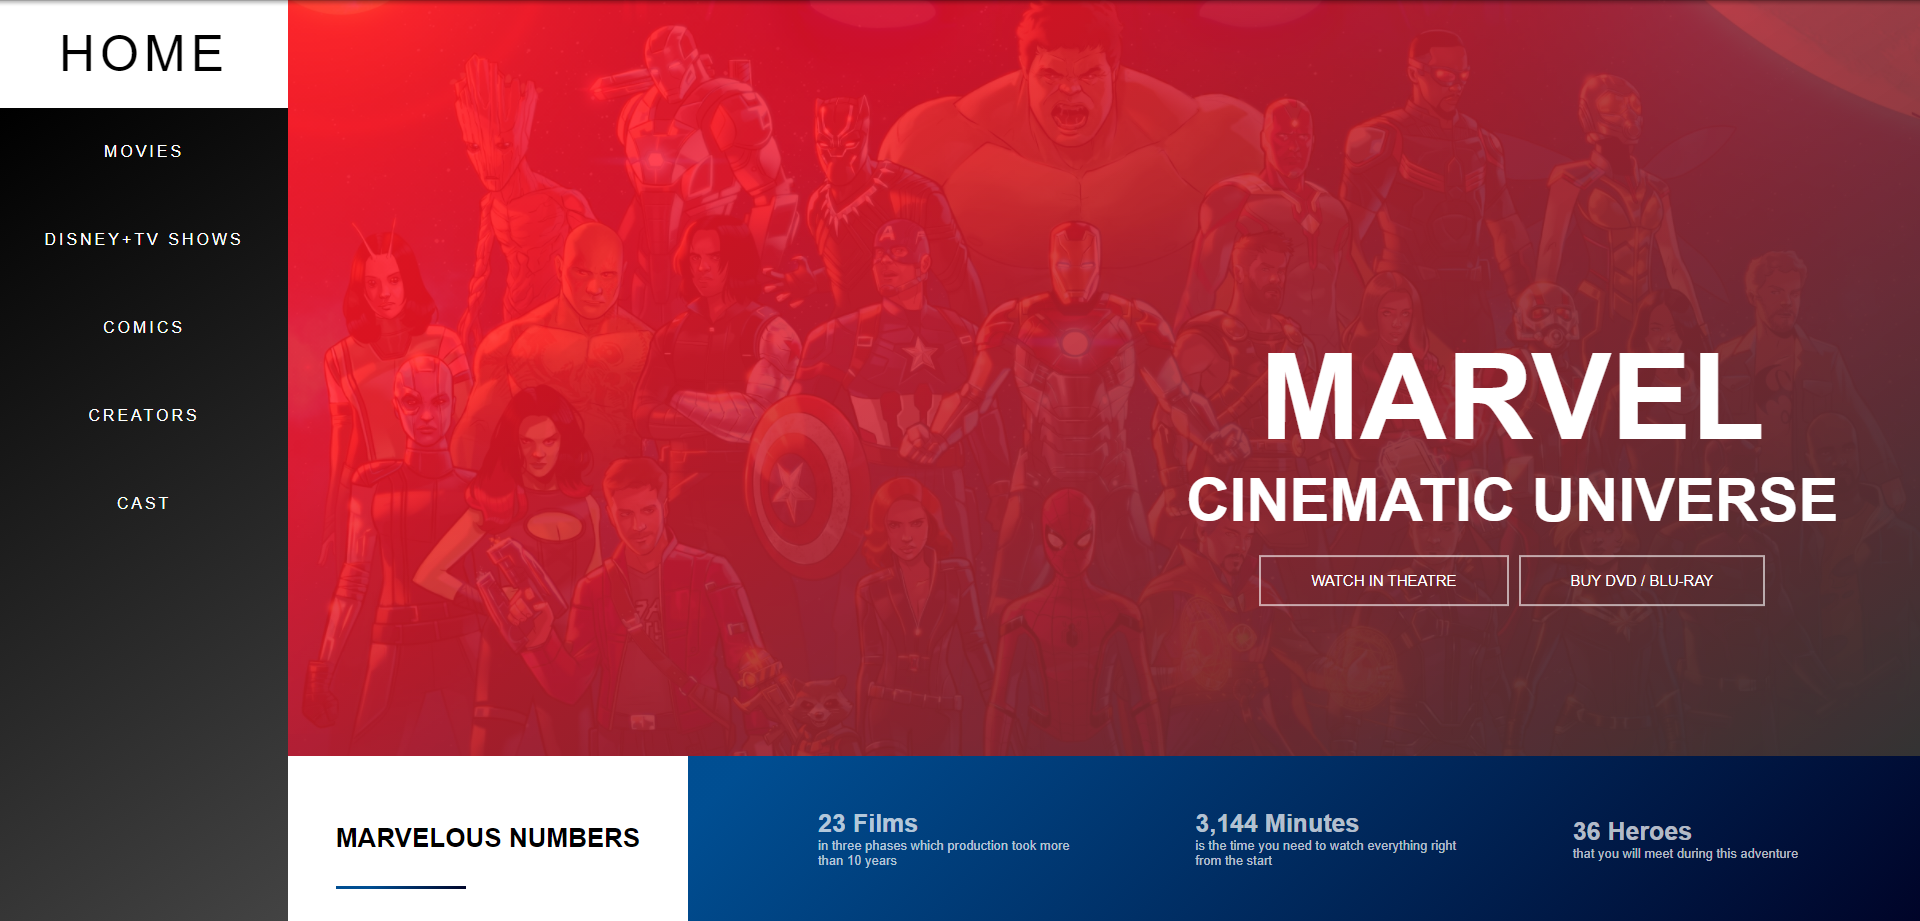 HOME
MOVIES
DISNEY+TV SHOWS
COMICS
CREATORS
CAST
MARVEL
CINEMATIC UNIVERSE
WATCH IN THEATRE
BUY DVD / BLU-RAY
MARVELOUS NUMBERS
23 Films
in three phases which production took more
than 10 years
3,144 Minutes
is the time you need to watch everything right
from the start
36 Heroes
that you will meet during this adventure